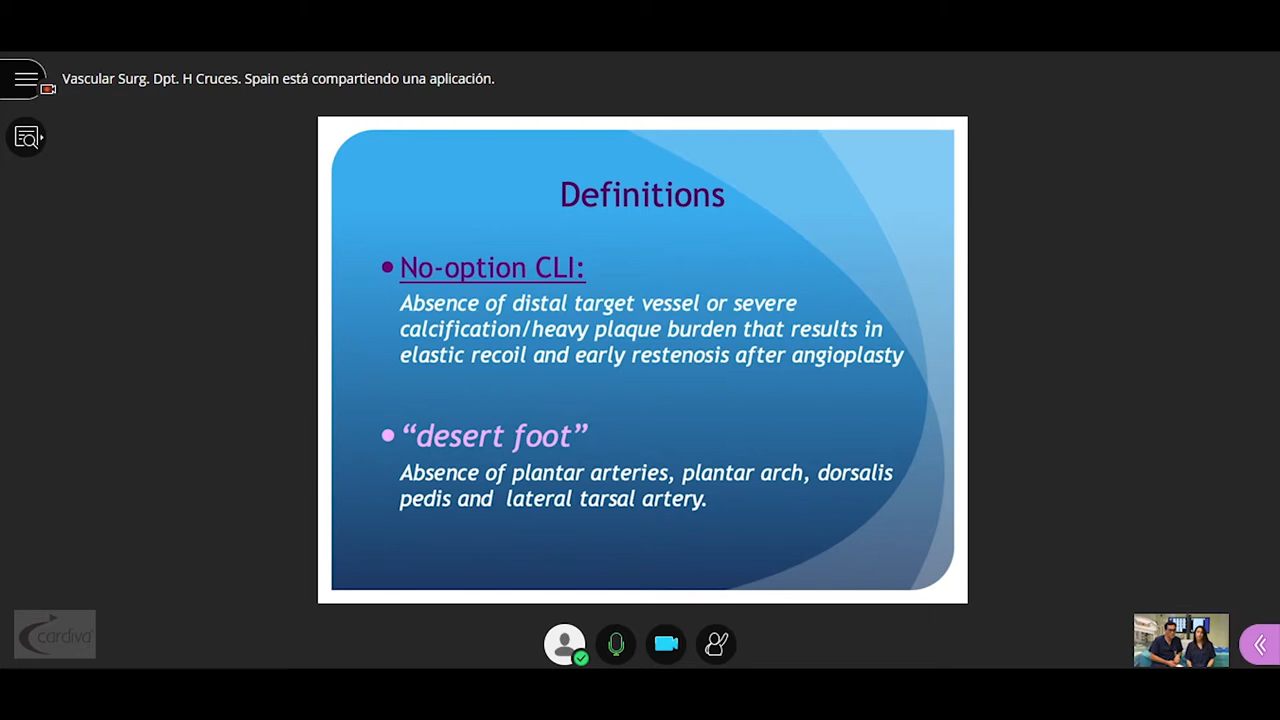 Vascular Surg. Dpt. H Cruces. Spain está compartiendo una aplicación.
Definitions
• No-option CLI:
Absence of distal target vessel or severe
calcification/heavy plaque burden that results in
elastic recoil and early restenosis after angioplasty
• “desert foot”
Absence of plantar arteries, plantar arch, dorsalis
pedis and lateral tarsal artery.
cardiva